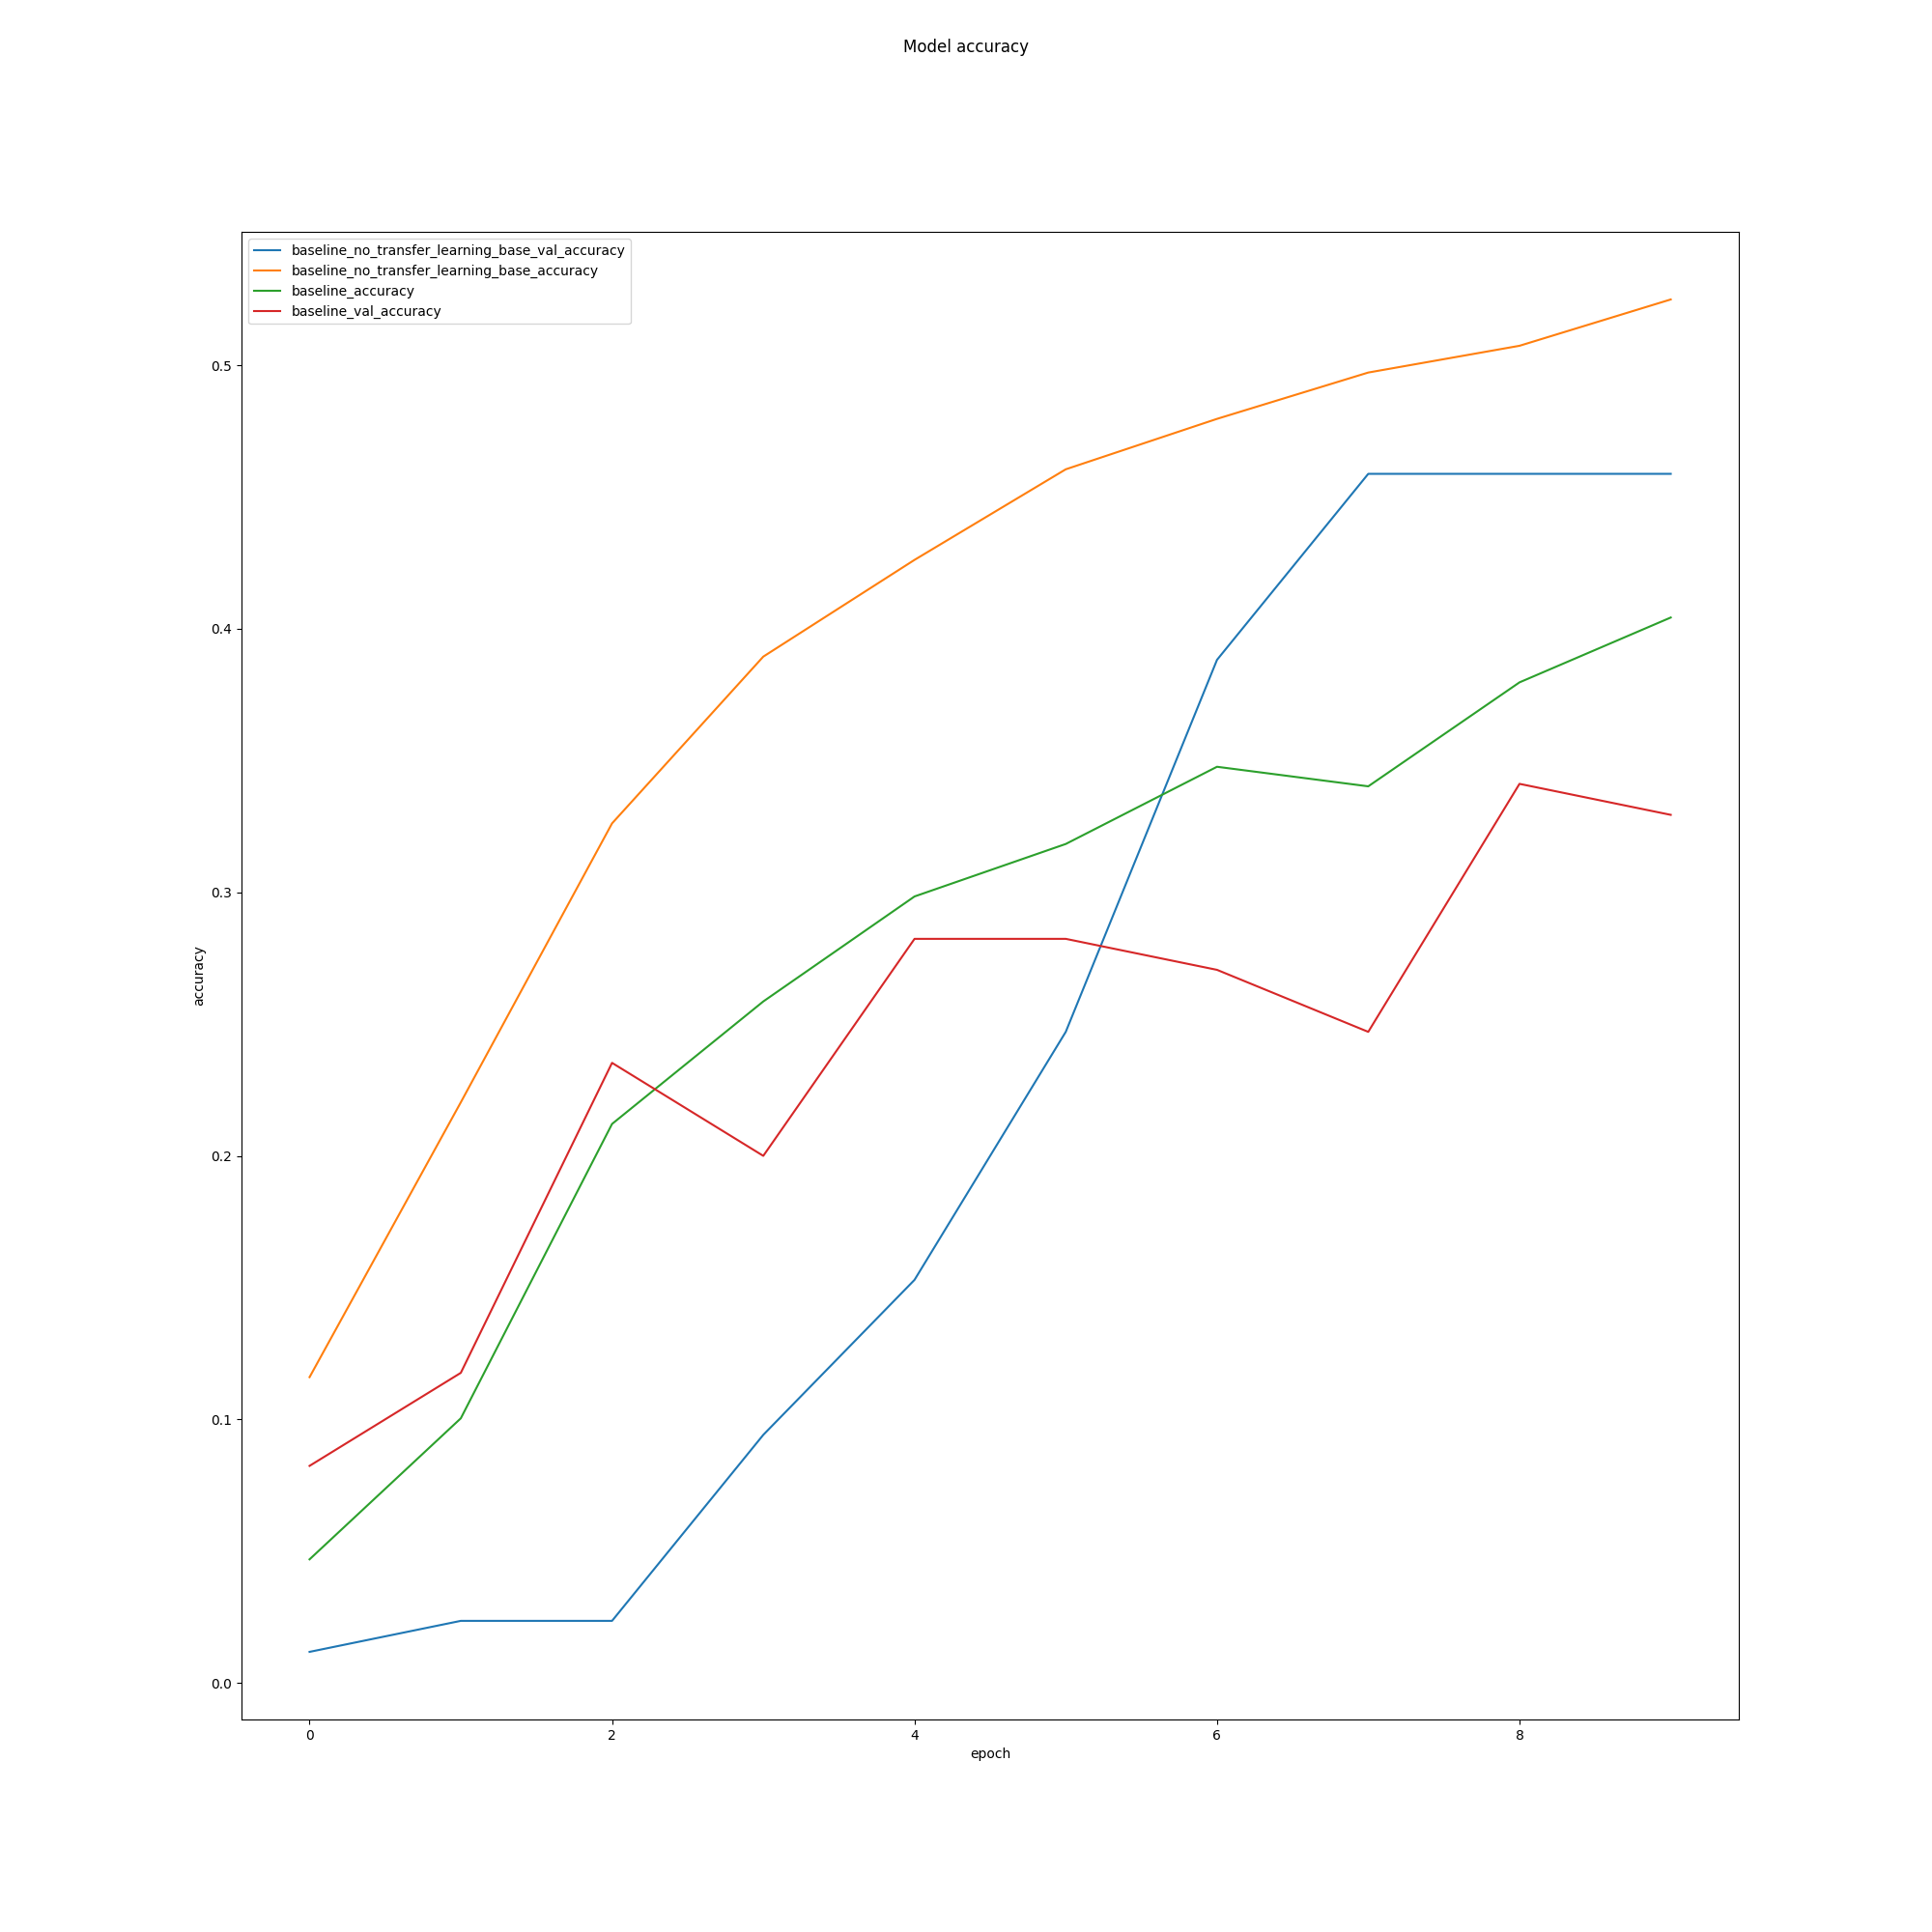 Model accuracy
baseline_no_transfer_learning_base_val_accuracy
baseline_no_transfer_learning_base_accuracy
baseline_accuracy
baseline_val_accuracy
0.5
0.4
0.3
accuracy
0.2
0.1
0.0
0 2 4 6 8
epoch